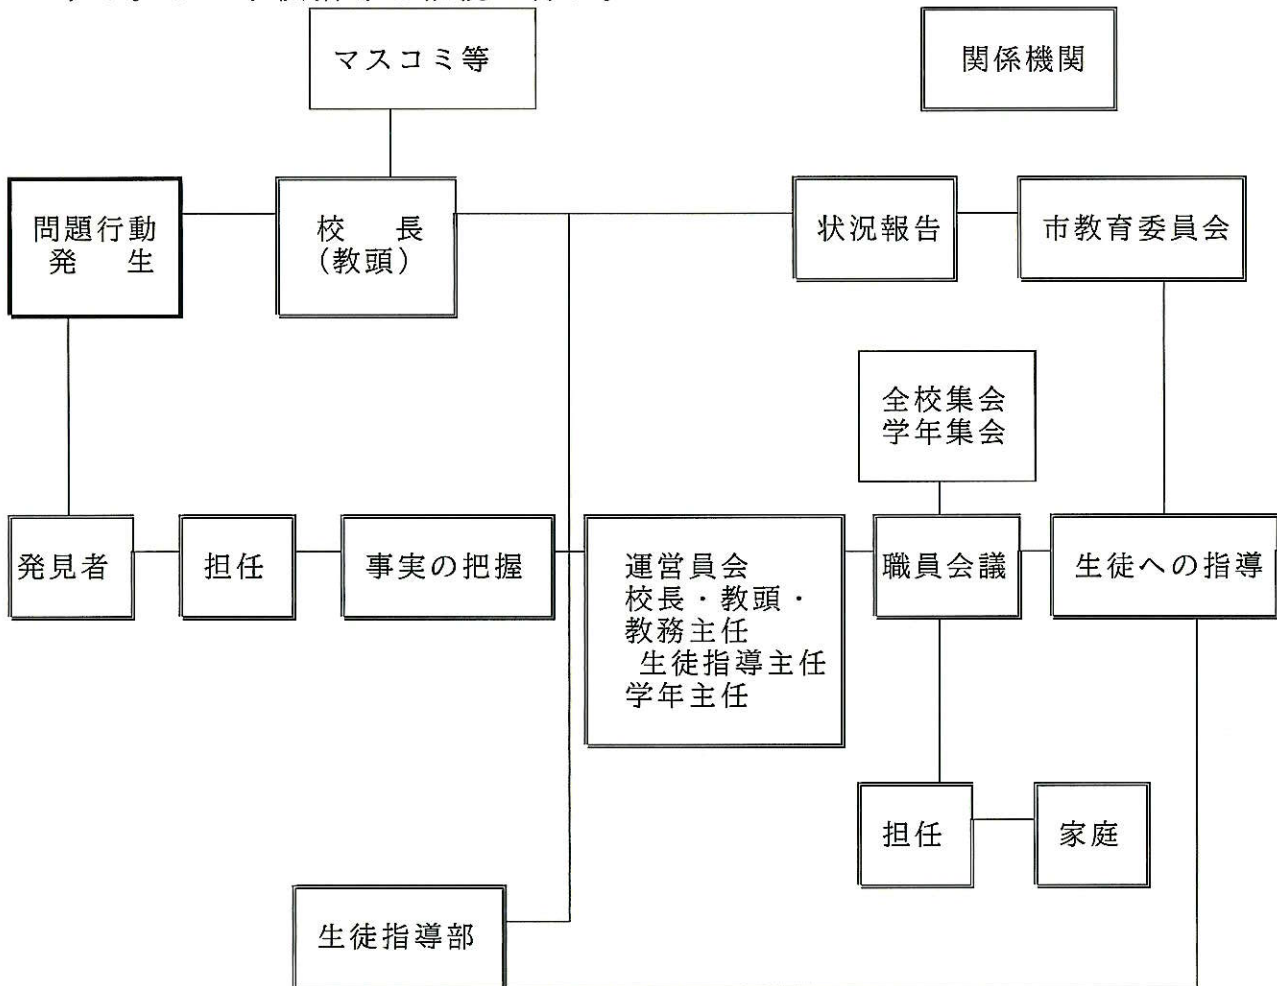 マスコミ等
関係機関
問題行動
発　　生
校　　長
（教頭）
状況報告
市教育委員会
全校集会
学年集会
発見者
担任
事実の把握
運営員会
校長・教頭・
教務主任
生徒指導主任
学年主任
職員会議
生徒への指導
担任
家庭
生徒指導部